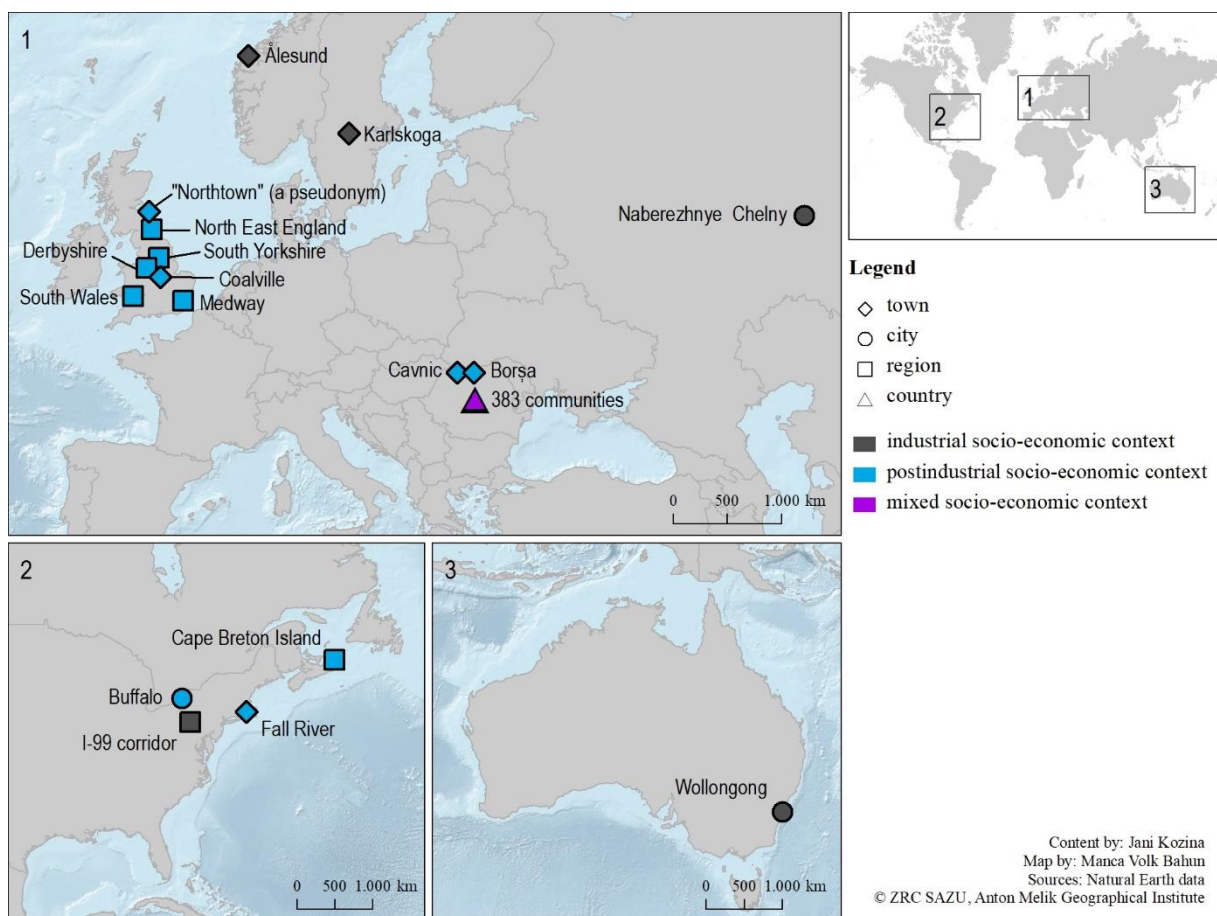 1
Ålesund
Karlskoga
"Northtown" (a pseudonym)
North East England
Derbyshire
South Yorkshire
Coalville
South Wales
Medway
Naberezhnye Chelny
Cavnic
Borșa
383 communities
0 500 1.000 km
2
1
3
Legend
town
city
region
country
industrial socio-economic context
postindustrial socio-economic context
mixed socio-economic context
2
Cape Breton Island
Buffalo
I-99 corridor
Fall River
0 500 1.000 km
3
Wollongong
0 500 1.000 km
Content by: Jani Kozina
Map by: Manca Volk Bahun
Sources: Natural Earth data
© ZRC SAZU, Anton Melik Geographical Institute